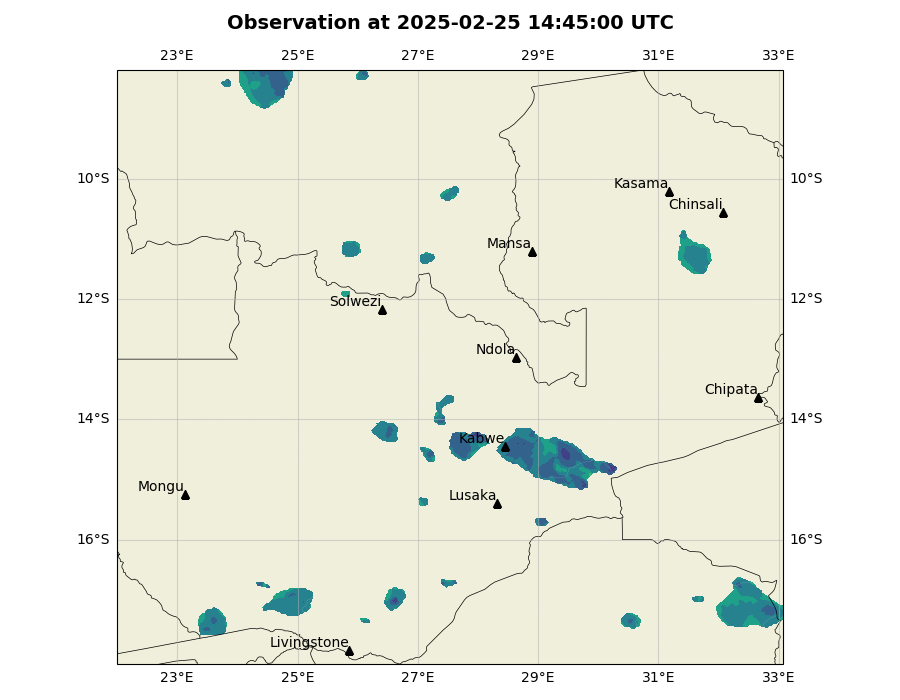 Observation at 2025-02-25 14:45:00 UTC
23°E 25°E 27°E 29°E 31°E 33°E
10°S 10°S
Kasama
Chinsali
Mansa
12°S 12°S
Solwezi
Ndola
Chipata
14°S 14°S
Kabwe
Mongu
Lusaka
16°S 16°S
Livingstone
23°E 25°E 27°E 29°E 31°E 33°E